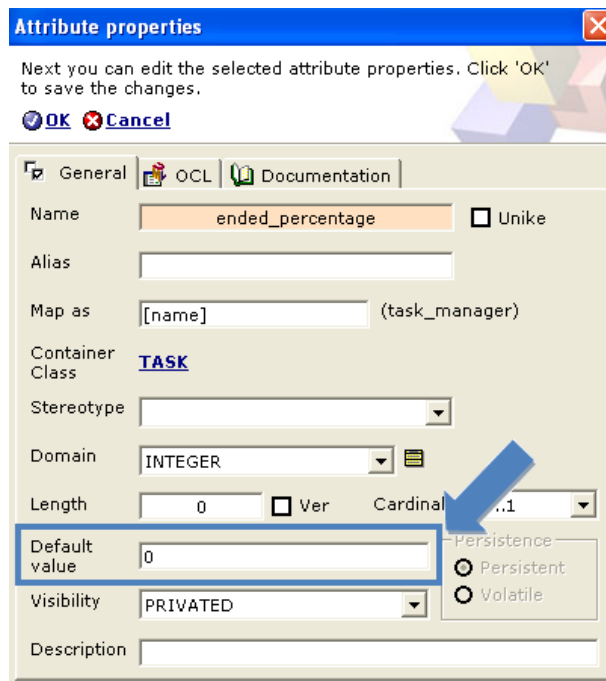 Attribute properties
Next you can edit the selected attribute properties. Click 'OK'
to save the changes.
OK Cancel
General OCL Documentation
Name ended_percentage Unike
Alias
Map as [name] (task_manager)
Container
Class TASK
Stereotype
Domain INTEGER
Length 0 Ver Cardinal ..1
Default
value 0
Persistence
Persistent
Volatile
Visibility PRIVATED
Description